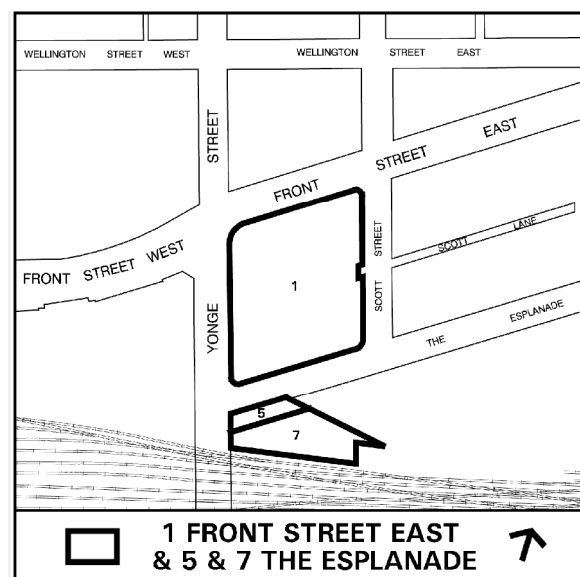 WELLINGTON STREET WEST
WELLINGTON STREET EAST
STREET
FRONT STREET EAST
FRONT STREET WEST
YONGE
1
STREET
SCOTT
SCOTT LANE
THE ESPLANADE
5
7
1 FRONT STREET EAST
& 5 & 7 THE ESPLANADE